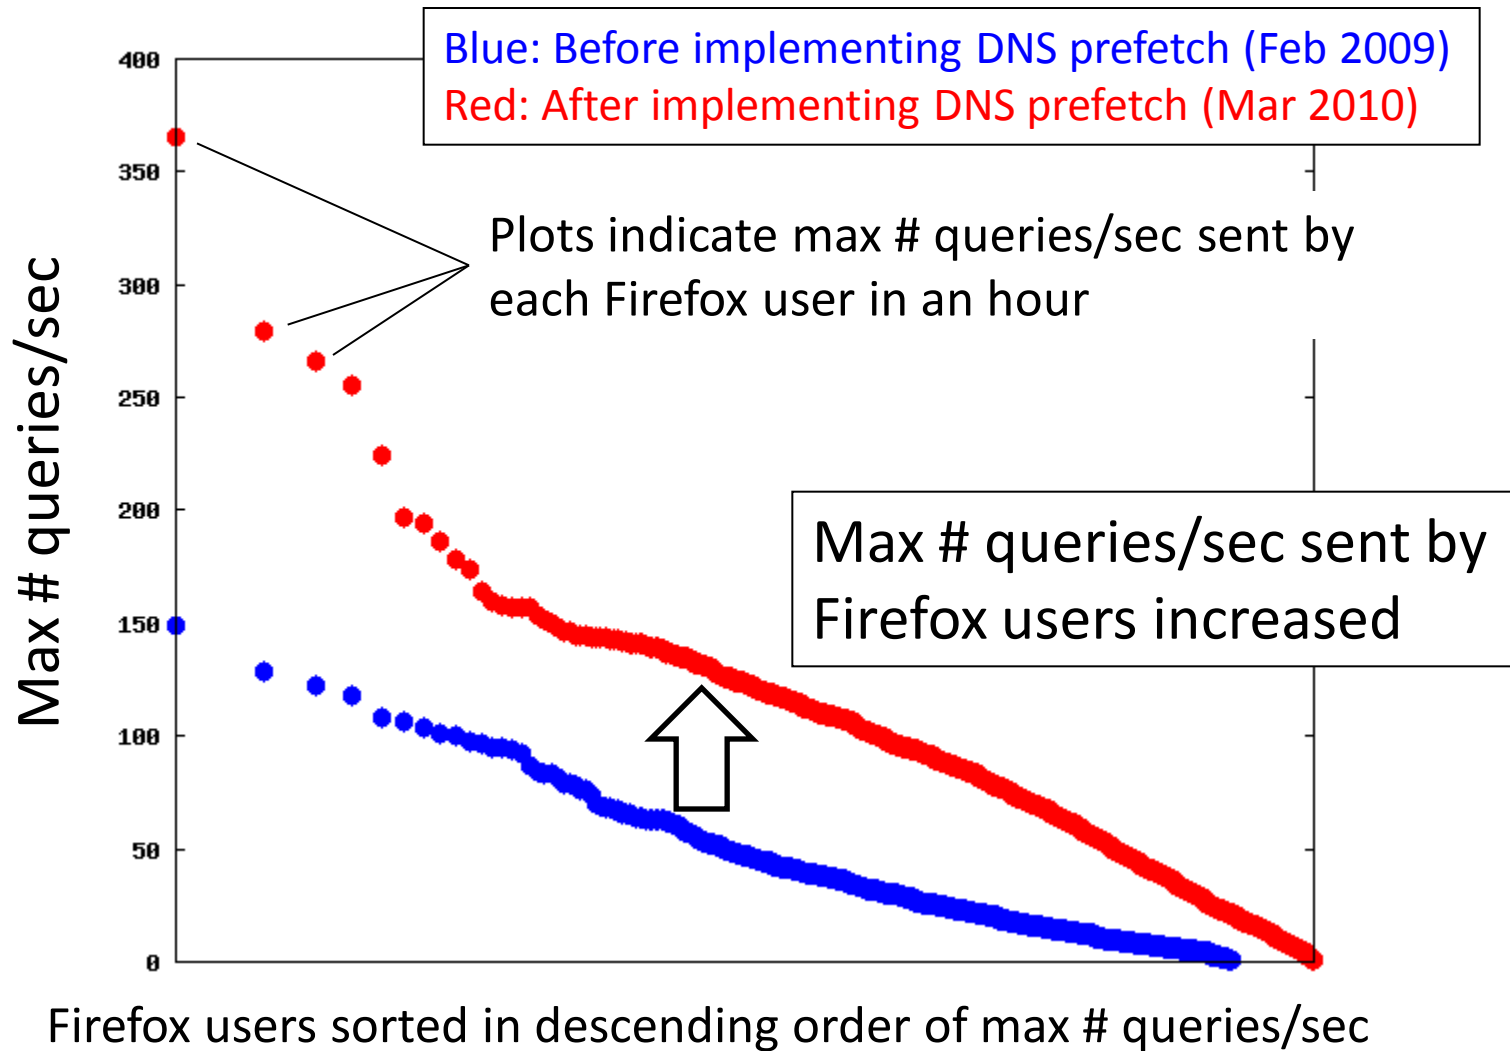 Blue: Before implementing DNS prefetch (Feb 2009)
Red: After implementing DNS prefetch (Mar 2010)
400
350
300
250
200
150
100
50
0
Max # queries/sec
Plots indicate max # queries/sec sent by
each Firefox user in an hour
Max # queries/sec sent by
Firefox users increased
Firefox users sorted in descending order of max # queries/sec